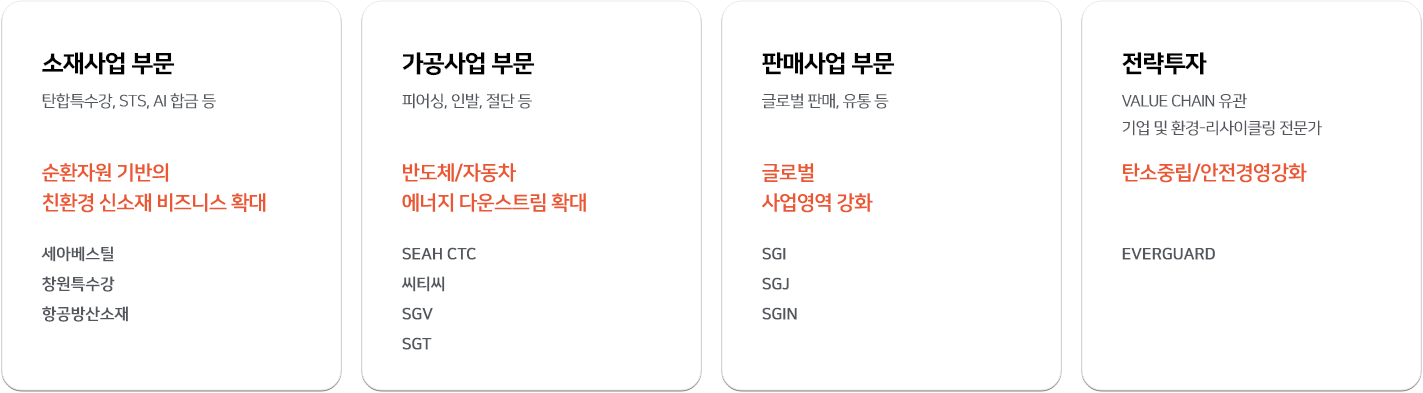 소재사업 부문
탄합특수강, STS, AI 합금 등
순환자원 기반의
친환경 신소재 비즈니스 확대
세아베스틸
창원특수강
항공방산소재
가공사업 부문
피어싱, 인발, 절단 등
반도체/자동차
에너지 다운스트림 확대
SEAH CTC
씨티씨
SGV
SGT
판매사업 부문
글로벌 판매, 유통 등
글로벌
사업영역 강화
SGI
SGJ
SGIN
전략투자
VALUE CHAIN 유관
기업 및 환경-리사이클링 전문가
탄소중립/안전경영강화
EVERGUARD